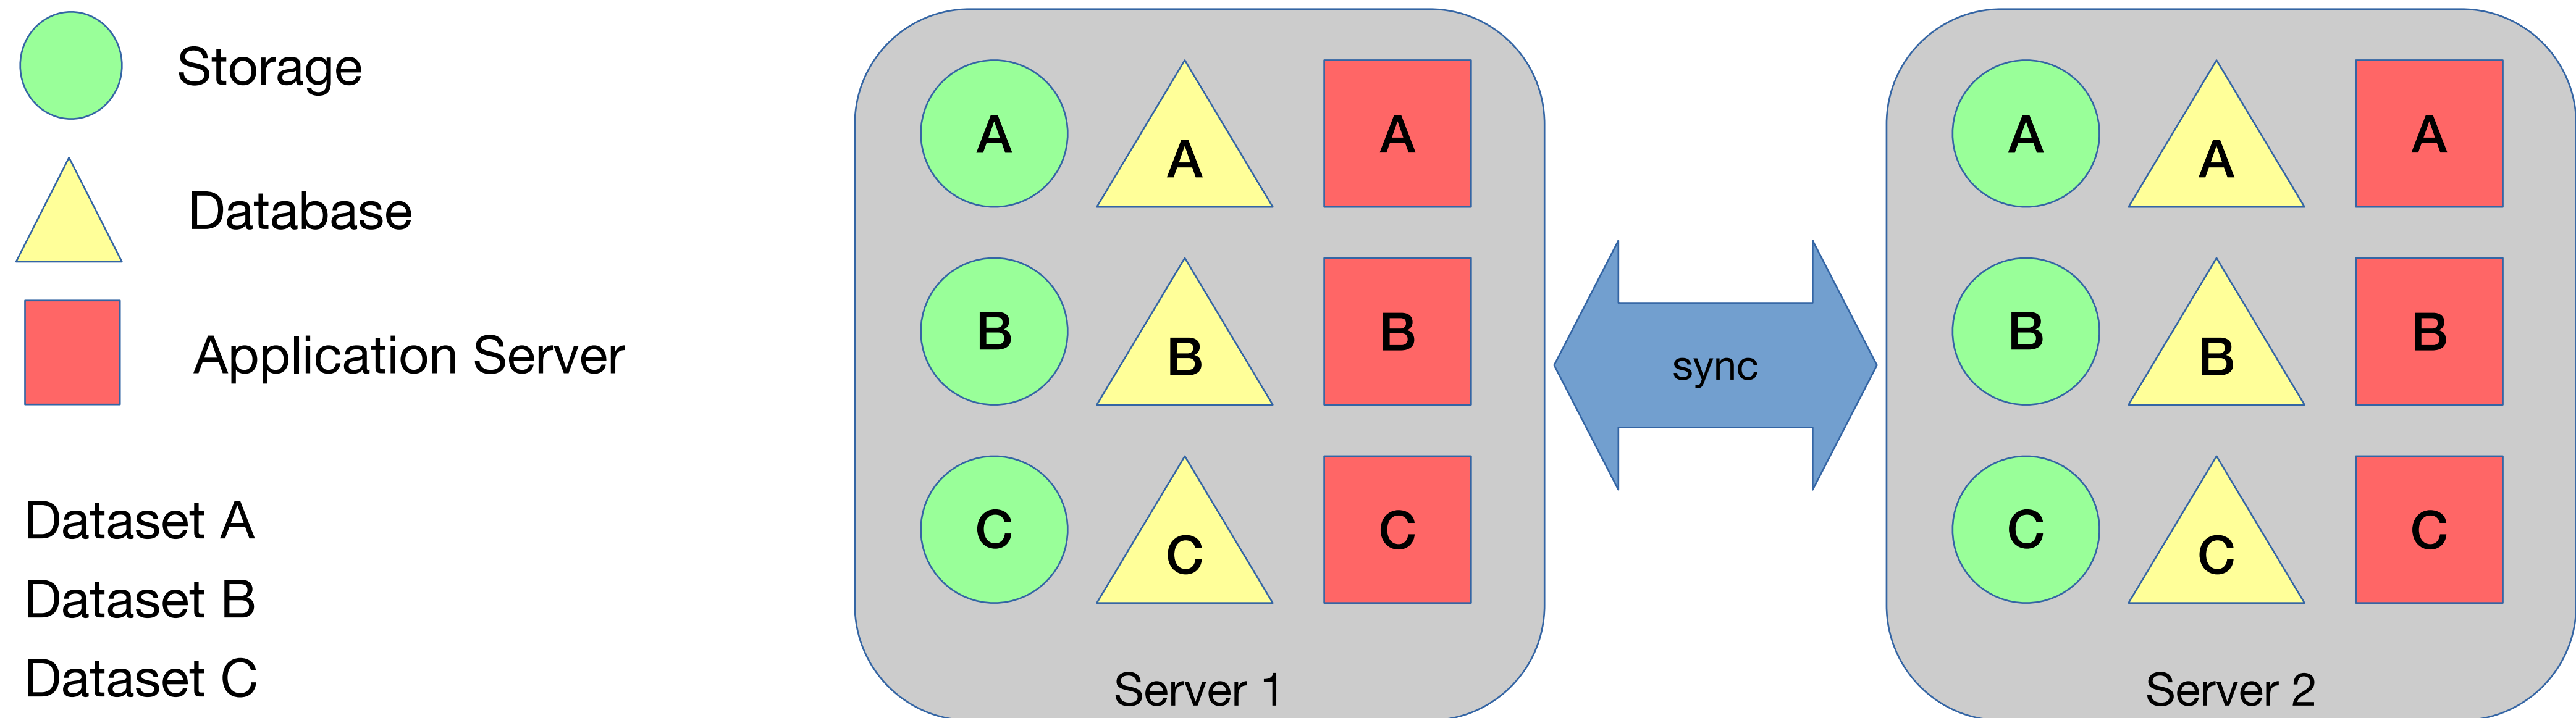 Storage
Database
Application Server
Dataset A
Dataset B
Dataset C
A A A
B B B
C C C
Server 1
sync
A A A
B B B
C C C
Server 2